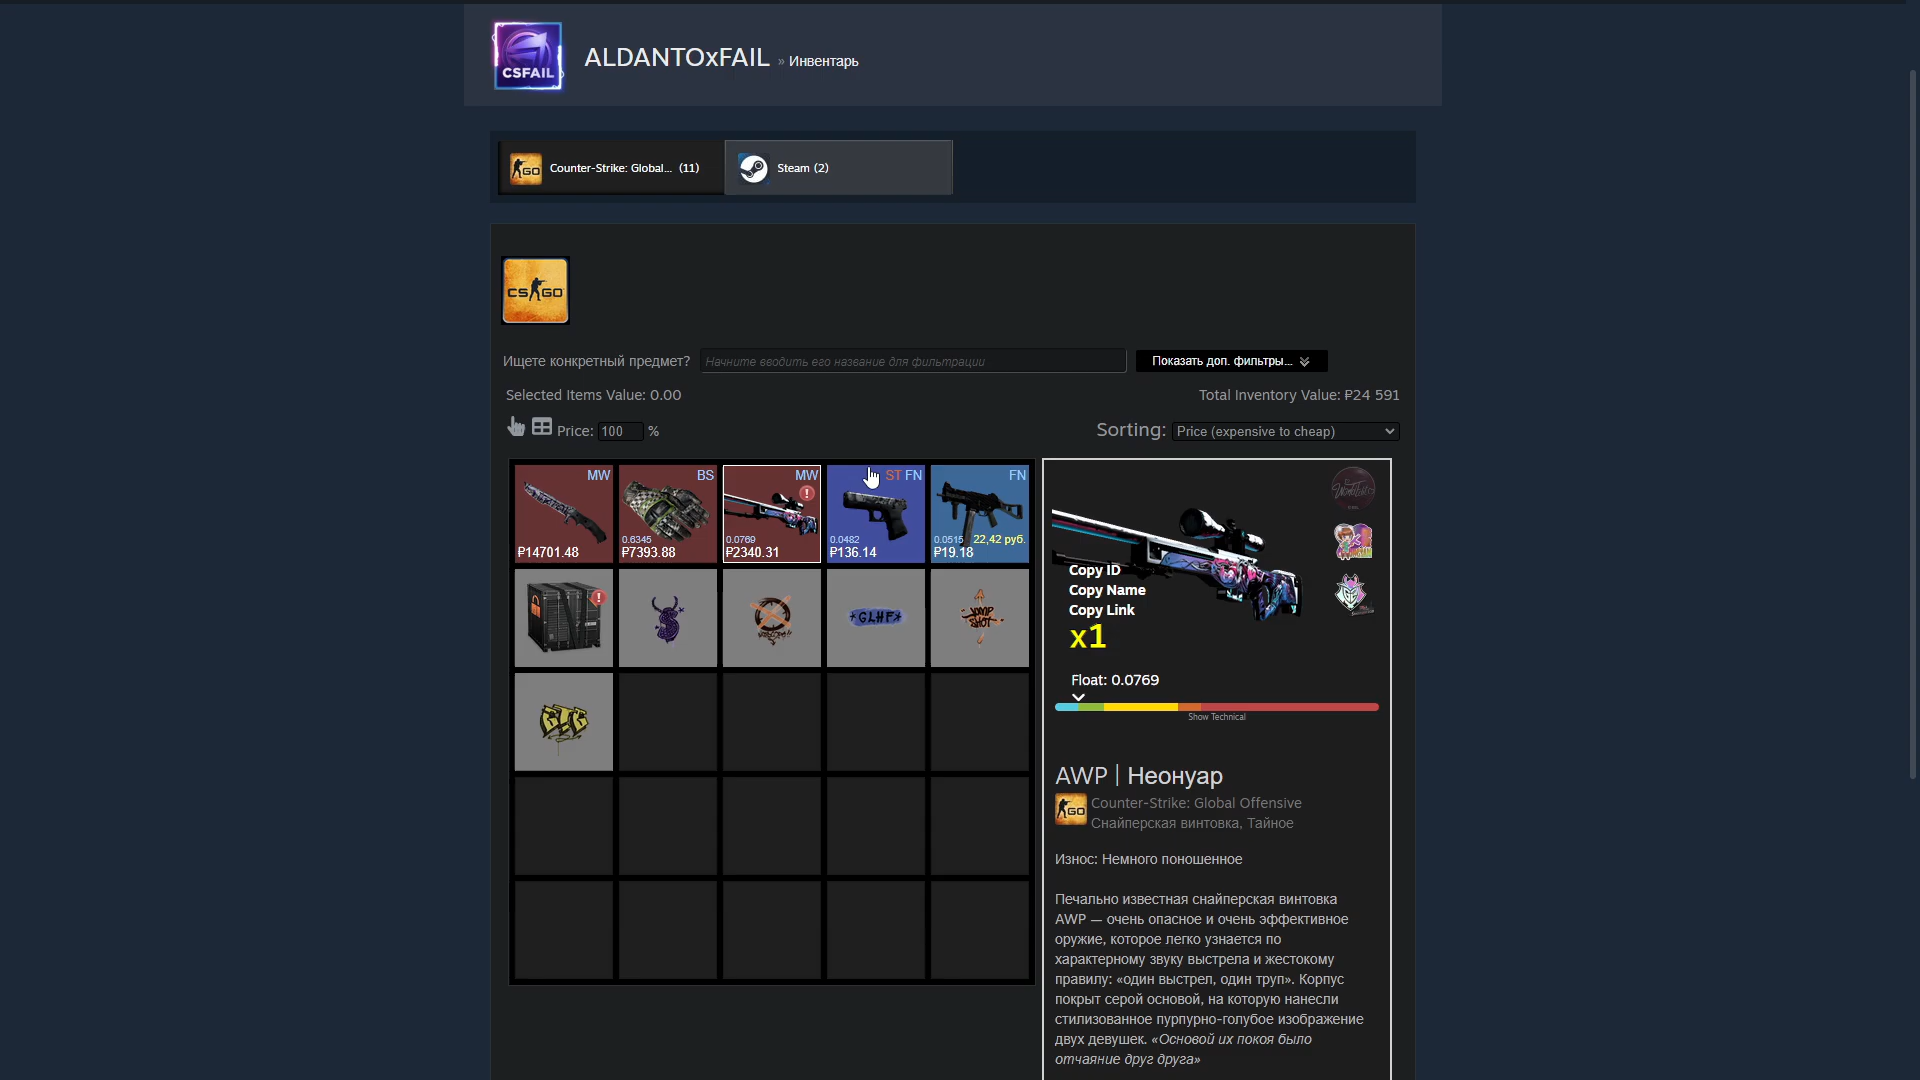 CSFAIL
ALDANTOxFAIL » Инвентарь
Counter-Strike: Global... (11)
Steam (2)
CS GO
Ищете конкретный предмет?
Начните вводить его название для фильтрации
Показать доп. фильтры...
Selected Items Value: 0.00
Total Inventory Value: ₽24 591
Price: 100 %
Sorting: Price (expensive to cheap)
MW
₽14701.48
BS
0.6345
₽7393.88
MW
0.0769
₽2340.31
ST FN
0.0482
₽136.14
FN
0.0515
22,42 руб.
₽19.18
*GLHF*
JUMP
SHOT
Copy ID
Copy Name
Copy Link
x1
Float: 0.0769
Show Technical
AWP | Неонуар
GO
Counter-Strike: Global Offensive
Снайперская винтовка, Тайное
Износ: Немного поношенное
Печально известная снайперская винтовка
AWP — очень опасное и очень эффективное
оружие, которое легко узнается по
характерному звуку выстрела и жестокому
правилу: «один выстрел, один труп». Корпус
покрыт серой основой, на которую нанесли
стилизованное пурпурно-голубое изображение
двух девушек. «Основой их покоя было
отчаяние друг друга»